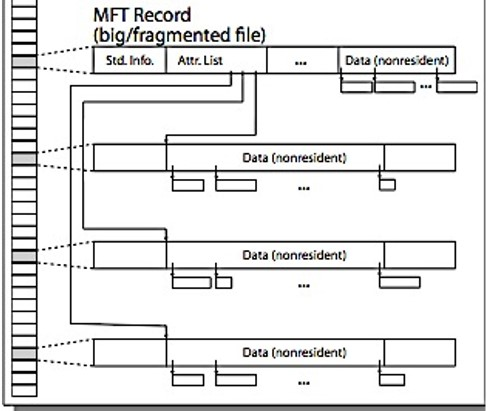 MFT Record
(big/fragmented file)
Std. Info. Attr. List ... Data (nonresident)
...
Data (nonresident)
...
Data (nonresident)
...
Data (nonresident)
...